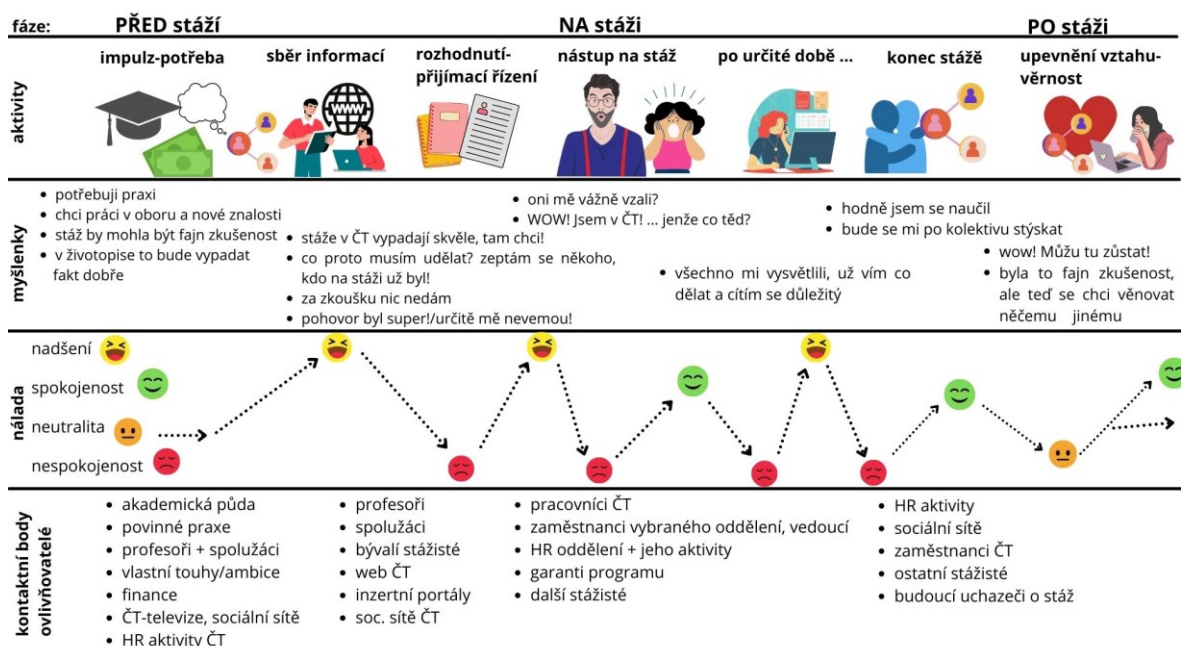 fáze: PŘED stáží NA stáži PO stáži
aktivity
impulz-potřeba
sběr informací
rozhodnutí-
přijímací řízení
nástup na stáž
po určité době ...
konec stáže
upevnění vztahu-
věrnost
WWW
myšlenky
• potřebuji praxi
• chci práci v oboru a nové znalosti
• stáž by mohla být fajn zkušenost
• v životopise to bude vypadat
fakt dobře
• stáže v ČT vypadají skvěle, tam chci!
• co proto musím udělat? zeptám se někoho,
kdo na stáži už byl!
• za zkoušku nic nedám
• pohovor byl super!/určitě mě nevemou!
• oni mě vážně vzali?
• WOW! Jsem v ČT! ... jenže co těd?
• všechno mi vysvětlili, už vím co
dělat a cítím se důležitý
• hodně jsem se naučil
• bude se mi po kolektivu stýskat
• wow! Můžu tu zůstat!
• byla to fajn zkušenost,
ale teď se chci věnovat
něčemu jinému
nálada
nadšení
spokojenost
neutralita
nespokojenost
kontaktní body
ovlivňovatelé
• akademická půda
• povinné praxe
• profesoři + spolužáci
• vlastní touhy/ambice
• finance
• ČT-televize, sociální sítě
• HR aktivity ČT
• profesoři
• spolužáci
• bývalí stážisté
• web ČT
• inzertní portály
• soc. sítě ČT
• pracovníci ČT
• zaměstnanci vybraného oddělení, vedoucí
• HR oddělení + jeho aktivity
• garanti programu
• další stážisté
• HR aktivity
• sociální sítě
• zaměstnanci ČT
• ostatní stážisté
• budoucí uchazeči o stáž